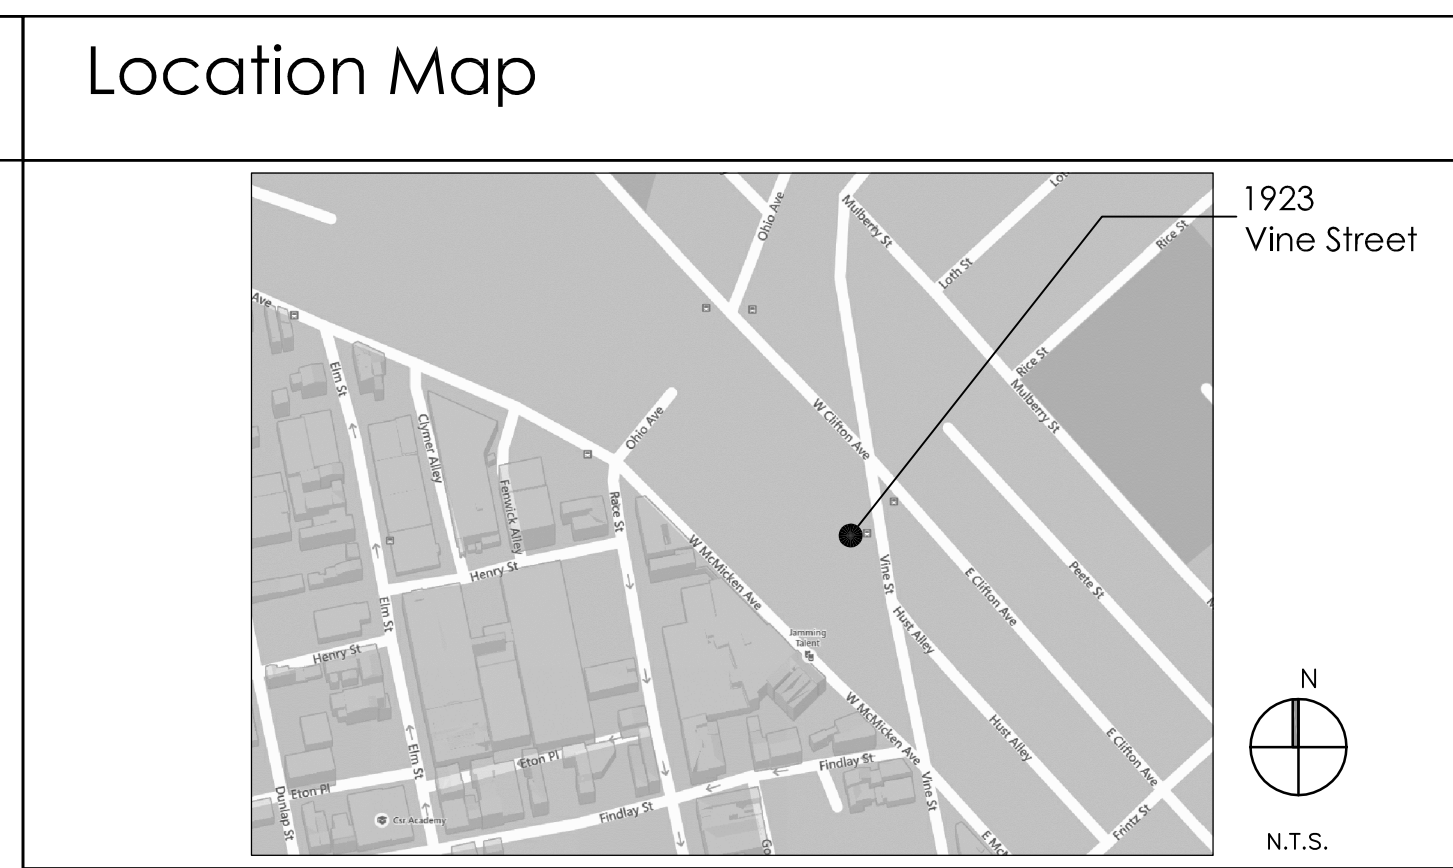 Location Map
1923
Vine Street
Mulberry St
Ohio Ave
Rice St
Loth St
Ave
Rice St
Elm St
Mulberry St
W Clifton Ave
Ohio Ave
Clymer Alley
Fenwick Alley
Race St
W McMicken Ave
Vine St
Peete St
Henry St
E Clifton Ave
Elm St
Hust Alley
Jamming
Talent
Henry St
W McMicken Ave
Hust Alley
E Clifton Ave
Elm St
Eton Pl
Findlay St
Eton Pl
Vine St
Dunlap St
Csr Academy
Findlay St
Frintz St
N
N.T.S.